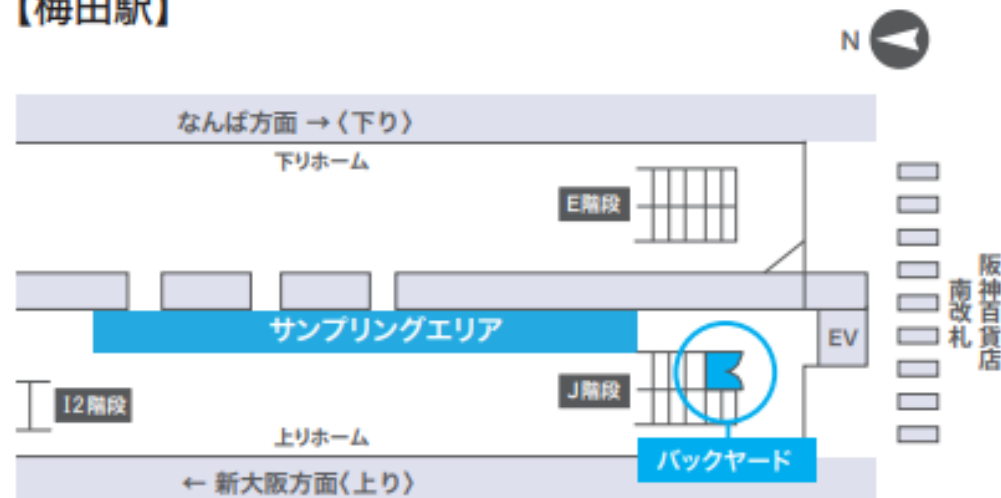 【梅田駅】
N
なんば方面 →〈下り〉
下りホーム
E階段
サンプリングエリア
EV
阪神百貨店
南改札
J階段
I2階段
上りホーム
バックヤード
← 新大阪方面〈上り〉